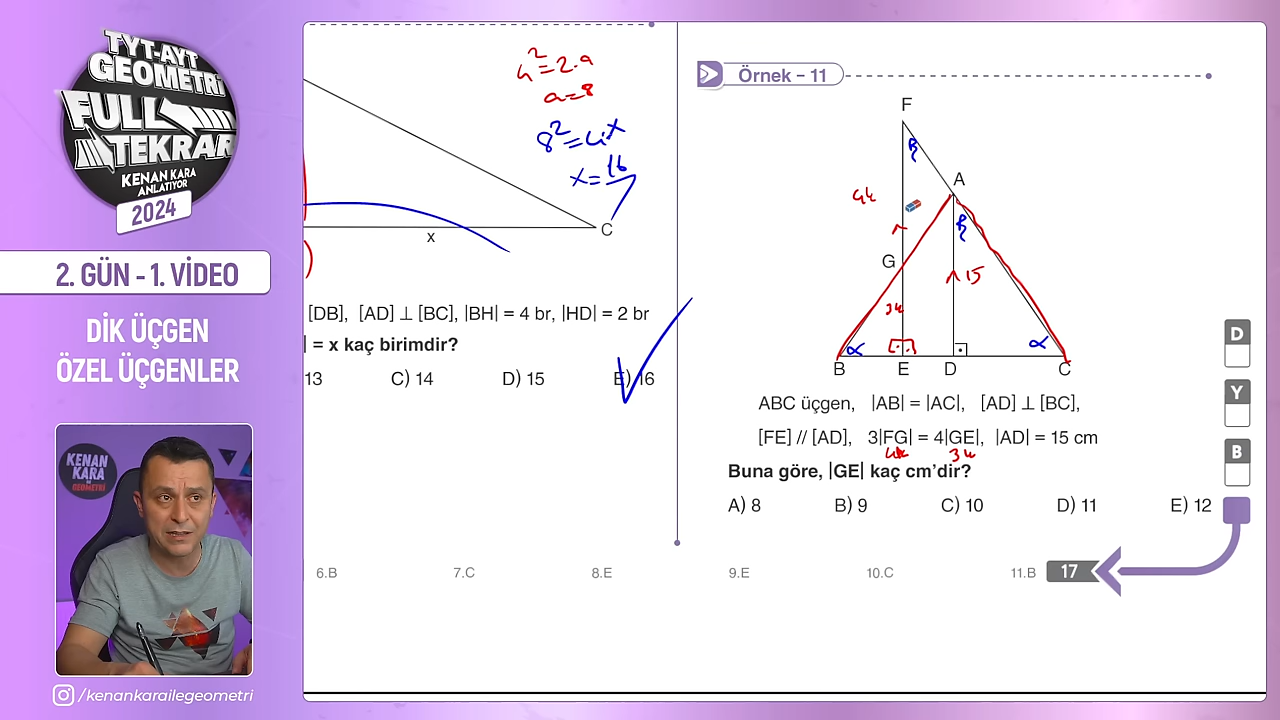 TYT-AYT
GEOMETRİ
FULL
TEKRAR
KENAN KARA
ANLATIYOR
2024
2. GÜN - 1. VİDEO
DİK ÜÇGEN
ÖZEL ÜÇGENLER
KENAN
KARA
GEOMETRİ
/kenankarailegeometri
a=8
x=16
C
x
[DB], [AD] ⊥ [BC], |BH| = 4 br, |HD| = 2 br
| = x kaç birimdir?
13 C) 14 D) 15 E) 16
Örnek - 11
F
A
4k
G
15
3k
α α
B E D C
ABC üçgen, |AB| = |AC|, [AD] ⊥ [BC],
[FE] // [AD], 3|FG| = 4|GE|, |AD| = 15 cm
4k 3k
Buna göre, |GE| kaç cm'dir?
A) 8 B) 9 C) 10 D) 11 E) 12
6.B 7.C 8.E 9.E 10.C 11.B 17
D
Y
B